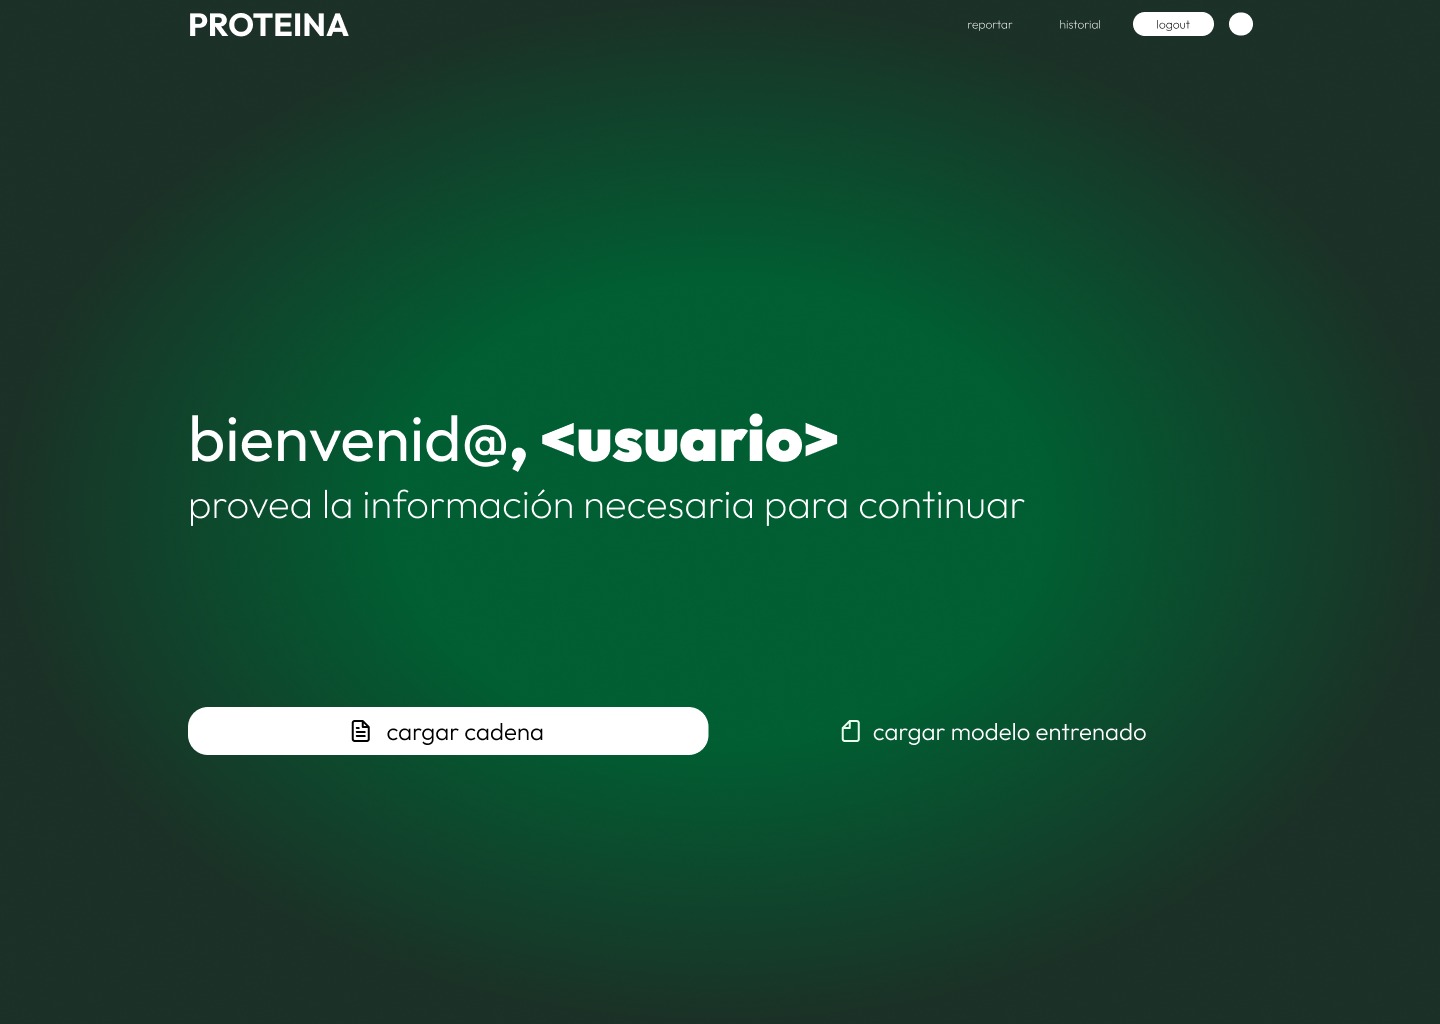 PROTEINA
reportar
historial
logout
bienvenid@, <usuario>
provea la información necesaria para continuar
cargar cadena
cargar modelo entrenado